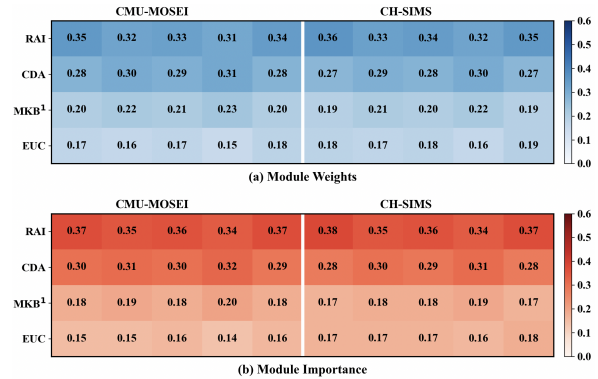 CMU-MOSEI CH-SIMS
RAI 0.35 0.32 0.33 0.31 0.34 0.36 0.33 0.34 0.32 0.35
CDA 0.28 0.30 0.29 0.31 0.28 0.27 0.29 0.28 0.30 0.27
MKB¹ 0.20 0.22 0.21 0.23 0.20 0.19 0.21 0.20 0.22 0.19
EUC 0.17 0.16 0.17 0.15 0.18 0.18 0.17 0.18 0.16 0.19
0.6
0.5
0.4
0.3
0.2
0.1
0.0
(a) Module Weights
CMU-MOSEI CH-SIMS
RAI 0.37 0.35 0.36 0.34 0.37 0.38 0.35 0.36 0.34 0.37
CDA 0.30 0.31 0.30 0.32 0.29 0.28 0.30 0.29 0.31 0.28
MKB¹ 0.18 0.19 0.18 0.20 0.18 0.17 0.18 0.18 0.19 0.17
EUC 0.15 0.15 0.16 0.14 0.16 0.17 0.17 0.17 0.16 0.18
0.6
0.5
0.4
0.3
0.2
0.1
0.0
(b) Module Importance